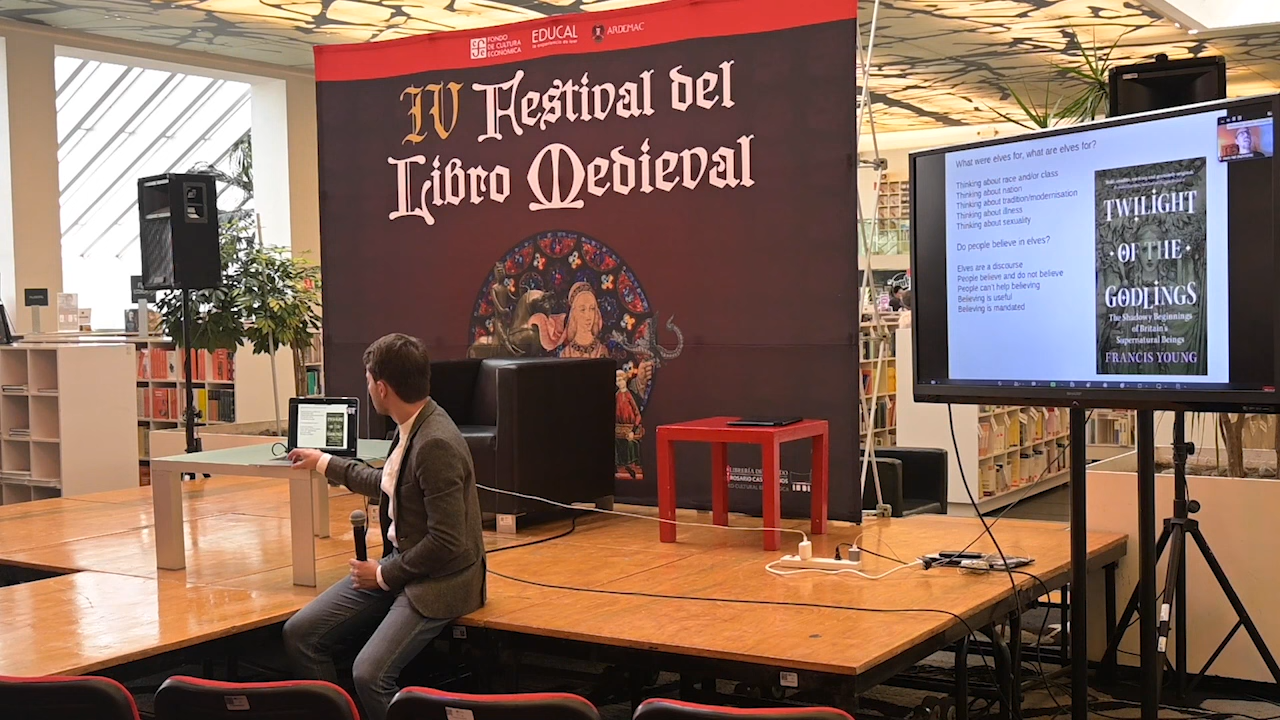 FONDO
DE CULTURA
ECONÓMICA
EDUCAL
la experiencia de leer
ARDEMAC
IV Festival del
Libro Medieval
What were elves for, what are elves for?
Thinking about race and/or class
Thinking about nation
Thinking about tradition/modernisation
Thinking about illness
Thinking about sexuality
Do people believe in elves?
Elves are a discourse
People believe and do not believe
People can't help believing
Believing is useful
Believing is mandated
TWILIGHT
· OF THE ·
GODLINGS
The Shadowy Beginnings
of Britain's
Supernatural Beings
FRANCIS YOUNG
LIBRERÍA
ROSARIO